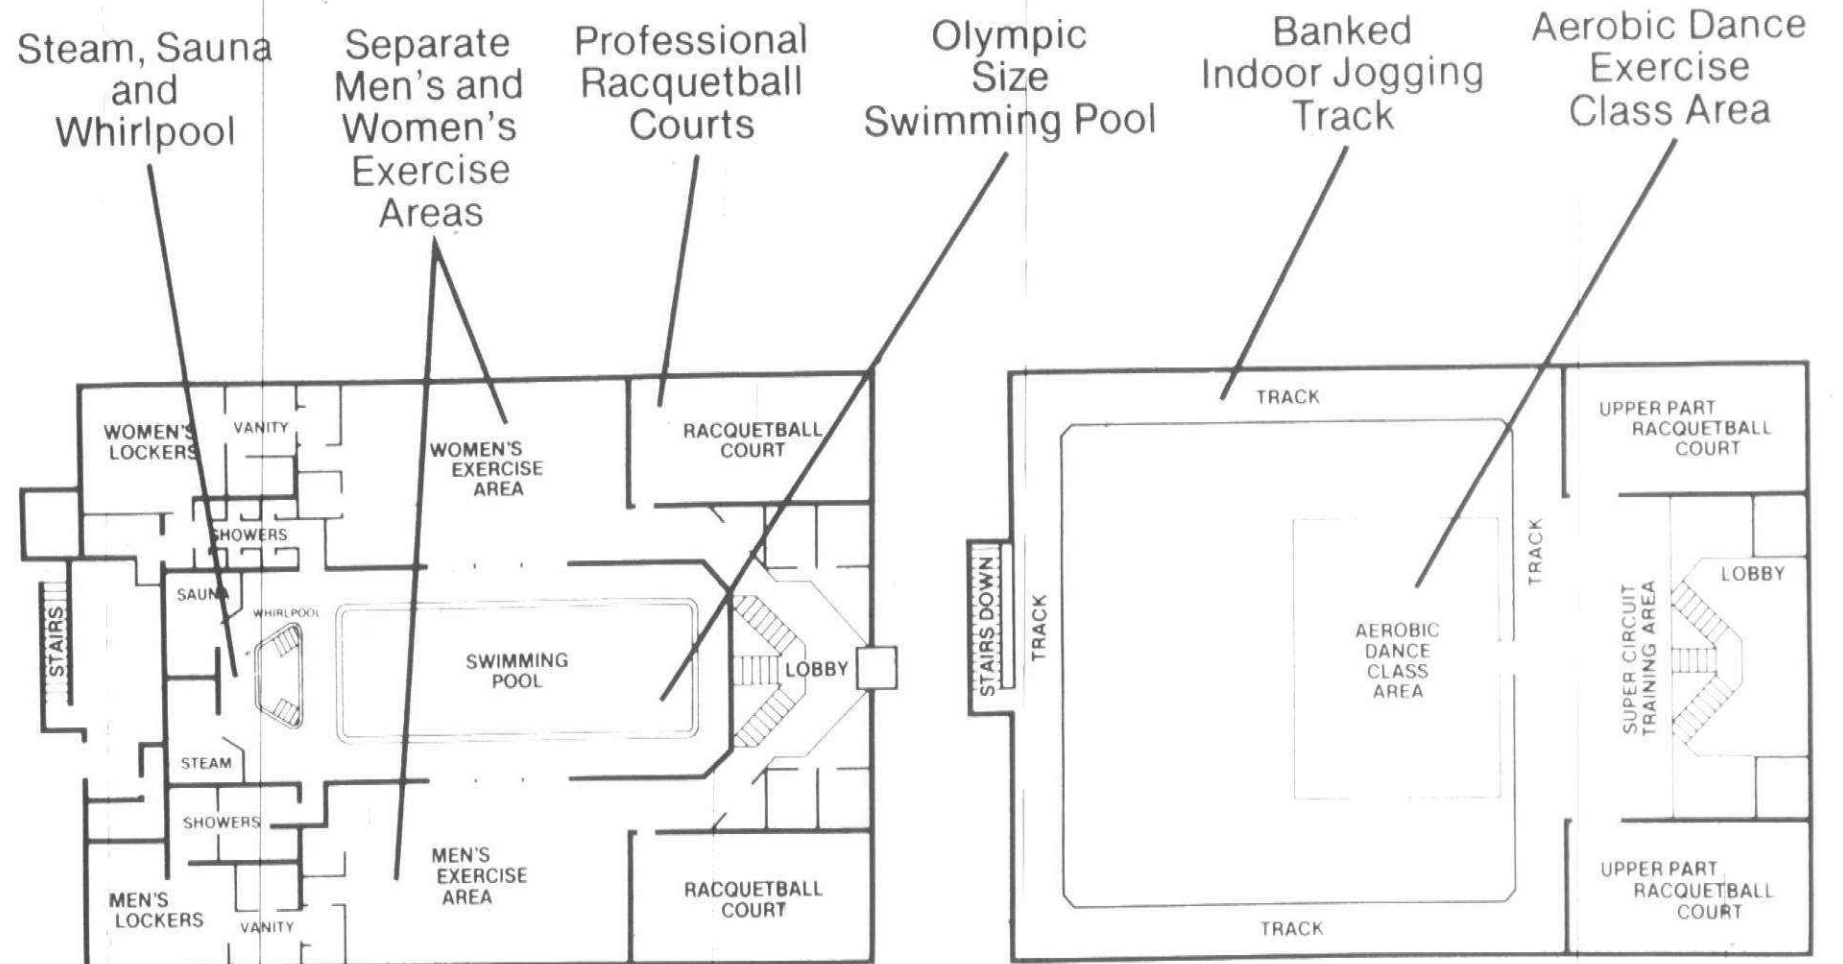 Steam, Sauna
and
Whirlpool
Separate
Men's and
Women's
Exercise
Areas
Professional
Racquetball
Courts
Olympic
Size
Swimming Pool
Banked
Indoor Jogging
Track
Aerobic Dance
Exercise
Class Area
WOMEN'S
LOCKERS
VANITY
WOMEN'S
EXERCISE
AREA
RACQUETBALL
COURT
SHOWERS
SAUNA
WHIRLPOOL
STAIRS
SWIMMING
POOL
LOBBY
STEAM
SHOWERS
MEN'S
LOCKERS
VANITY
MEN'S
EXERCISE
AREA
RACQUETBALL
COURT
TRACK
UPPER PART
RACQUETBALL
COURT
STAIRS DOWN
TRACK
AEROBIC
DANCE
CLASS
AREA
TRACK
SUPER CIRCUIT
TRAINING AREA
LOBBY
UPPER PART
RACQUETBALL
COURT
TRACK